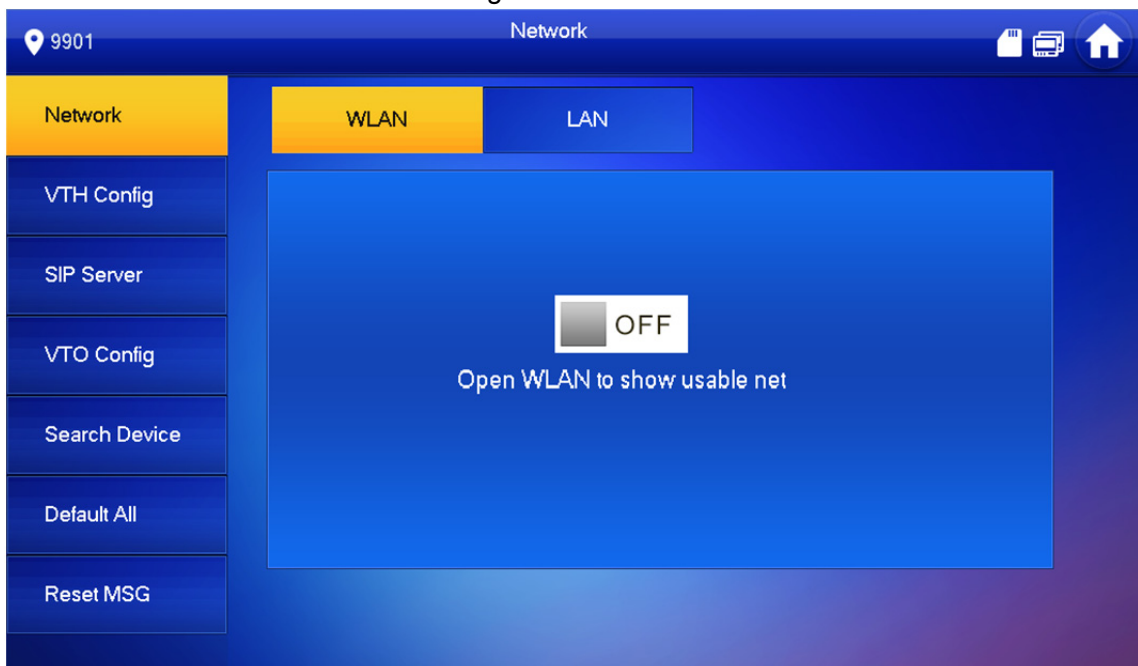 9901
Network
Network
WLAN
LAN
VTH Config
SIP Server
OFF
VTO Config
Open WLAN to show usable net
Search Device
Default All
Reset MSG